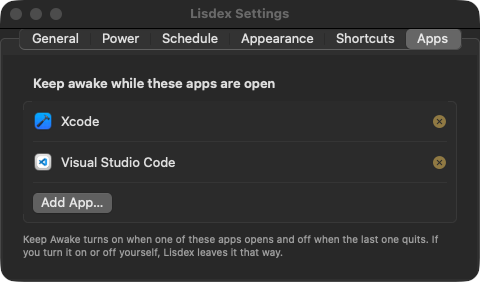 Lisdex Settings
General Power Schedule Appearance Shortcuts Apps
Keep awake while these apps are open
Xcode
Visual Studio Code
Add App...
Keep Awake turns on when one of these apps opens and off when the last one quits. If
you turn it on or off yourself, Lisdex leaves it that way.